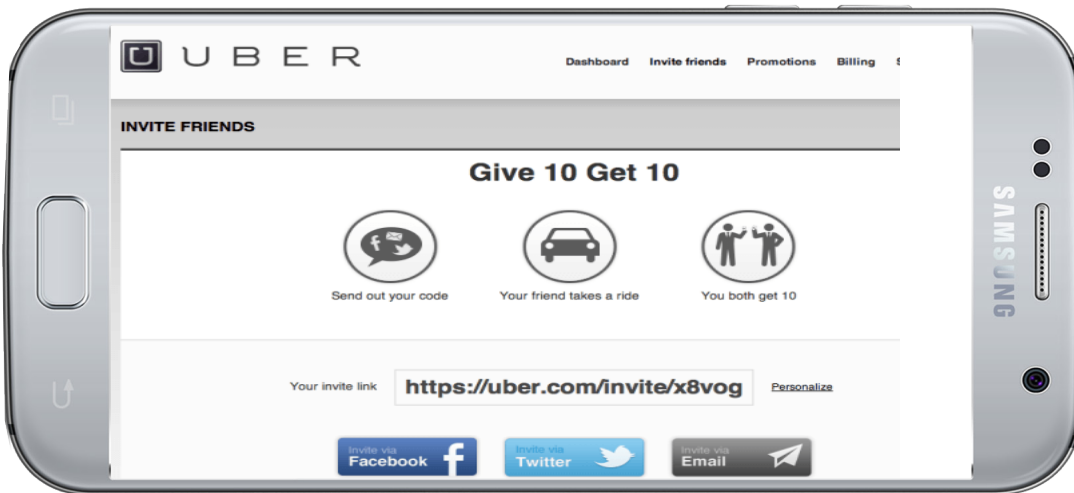 UBER
Dashboard Invite friends Promotions Billing
INVITE FRIENDS
Give 10 Get 10
Send out your code
Your friend takes a ride
You both get 10
Your invite link https://uber.com/invite/x8vog Personalize
Invite via Facebook
Invite via Twitter
Invite via Email
SAMSUNG